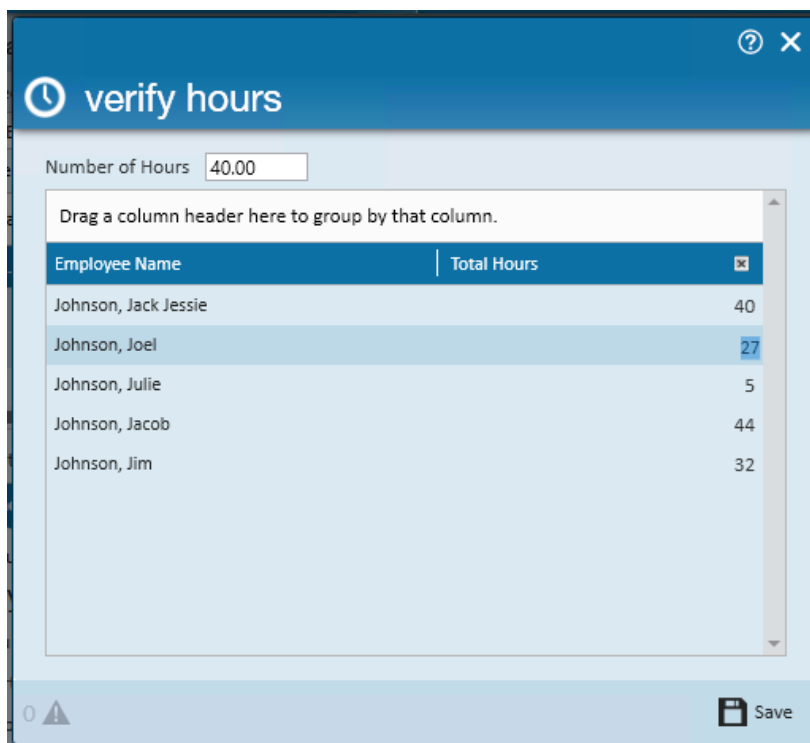 verify hours
Number of Hours 40.00
Drag a column header here to group by that column.
Employee Name Total Hours
Johnson, Jack Jessie 40
Johnson, Joel 27
Johnson, Julie 5
Johnson, Jacob 44
Johnson, Jim 32
0 Save